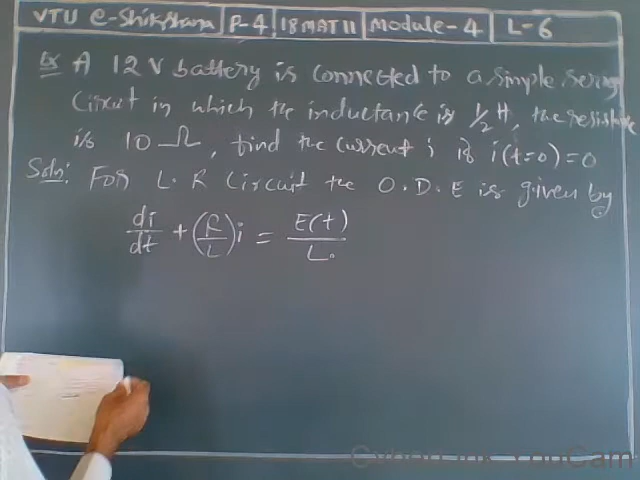 VTU e-Shikshana P-4 18MAT11 Module-4 L-6
Ex A 12 V battery is connected to a simple series
Circuit in which the inductance is 1/2 H, the resistance
is 10 Ω, find the current i if i(t=0)=0
Soln: For L.R Circuit the O.D.E is given by
di/dt + (R/L)i = E(t)/L.
YouCam